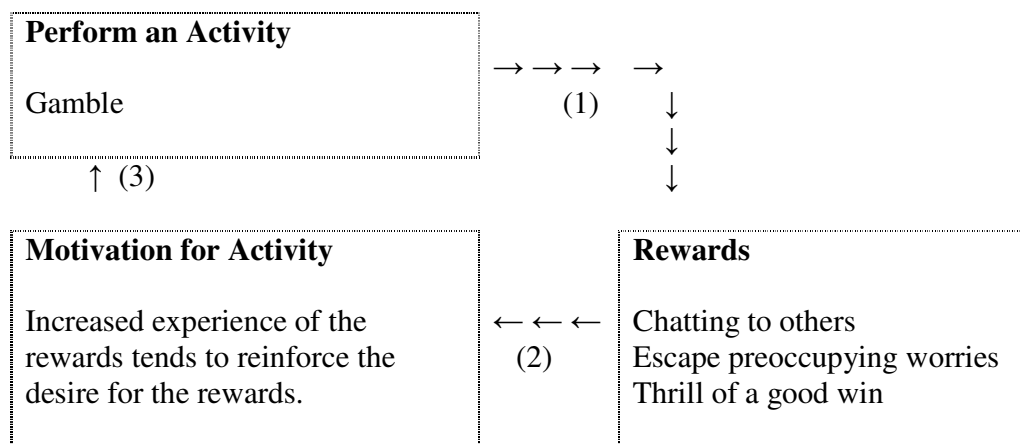 Perform an Activity
→ → → →
Gamble (1) ↓
↓
↑ (3) ↓
Motivation for Activity Rewards
Increased experience of the ← ← ← Chatting to others
rewards tends to reinforce the (2) Escape preoccupying worries
desire for the rewards. Thrill of a good win